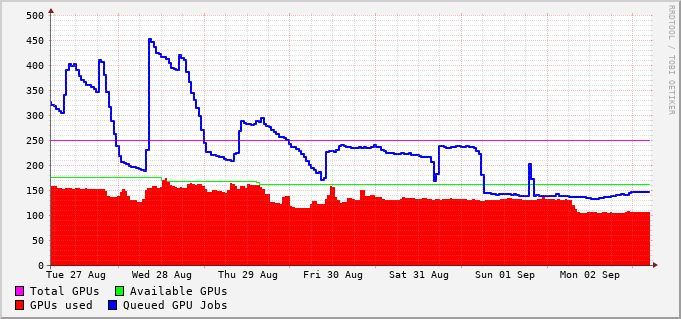 500
450
400
350
300
250
200
150
100
50
0
Tue 27 Aug Wed 28 Aug Thu 29 Aug Fri 30 Aug Sat 31 Aug Sun 01 Sep Mon 02 Sep
Total GPUs Available GPUs
GPUs used Queued GPU Jobs
RRDTOOL / TOBI OETIKER